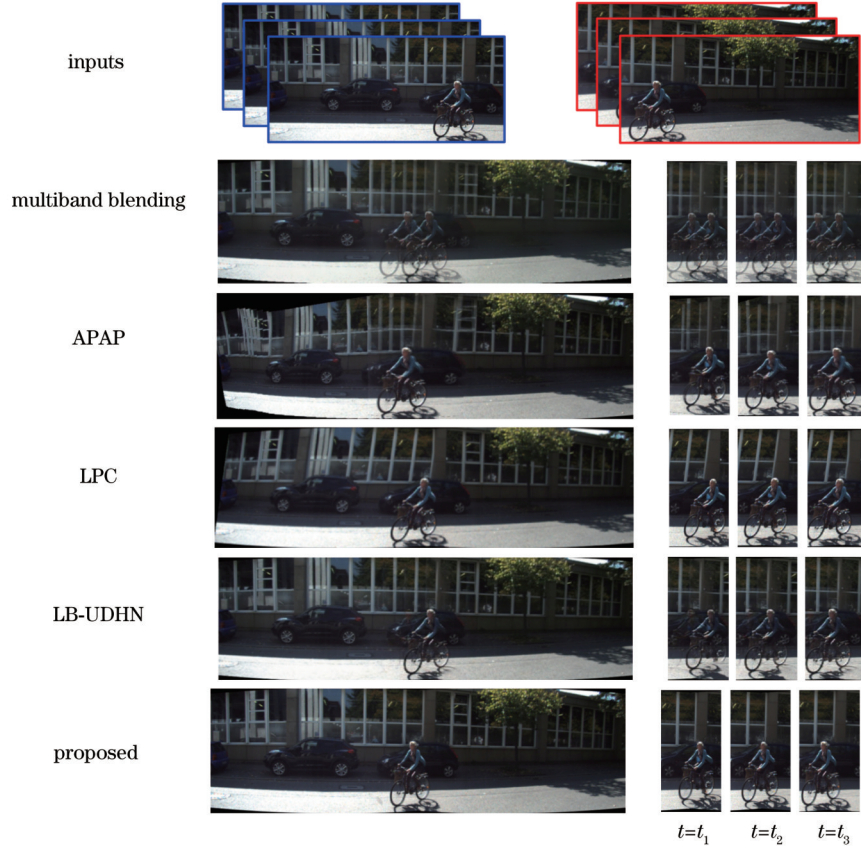 inputs
multiband blending
APAP
LPC
LB-UDHN
proposed
t=t₁ t=t₂ t=t₃